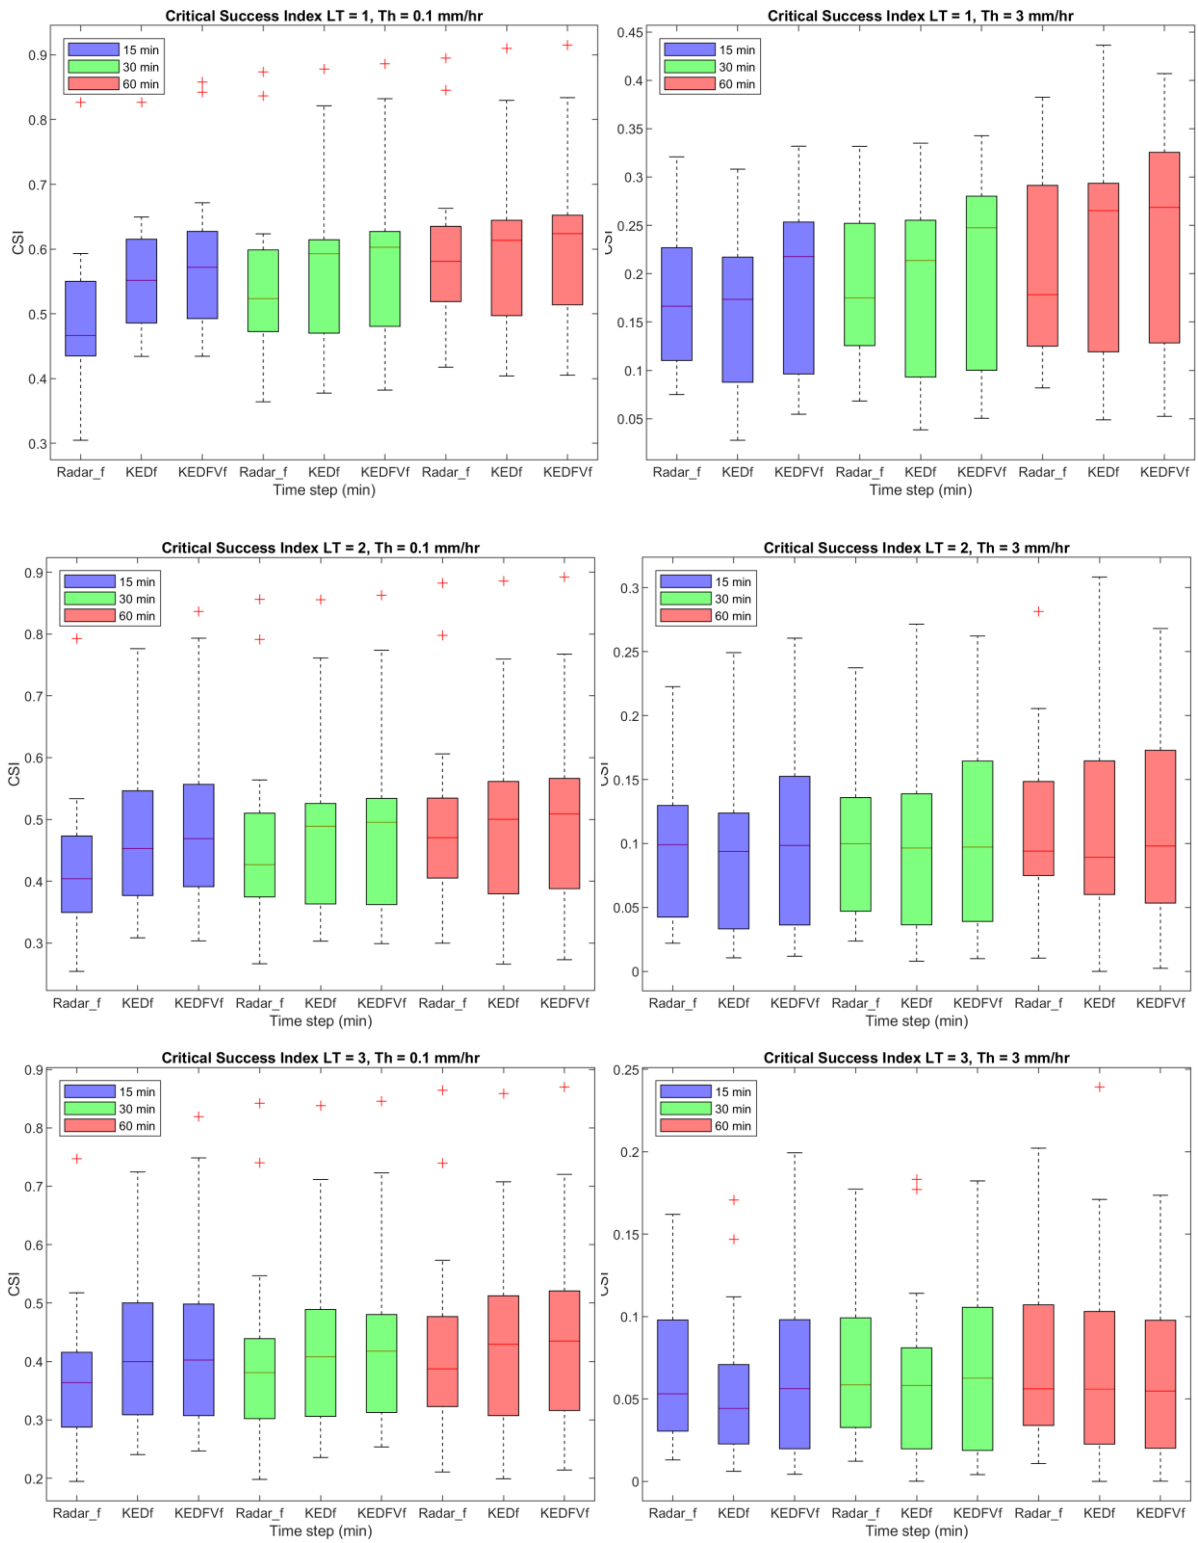 Critical Success Index LT = 1, Th = 0.1 mm/hr
0.9
0.8
0.7
0.6
0.5
0.4
0.3
CSI
15 min
30 min
60 min
Radar_f KEDf KEDFVf Radar_f KEDf KEDFVf Radar_f KEDf KEDFVf
Time step (min)
Critical Success Index LT = 1, Th = 3 mm/hr
0.45
0.4
0.35
0.3
0.25
0.2
0.15
0.1
0.05
CSI
15 min
30 min
60 min
Radar_f KEDf KEDFVf Radar_f KEDf KEDFVf Radar_f KEDf KEDFVf
Time step (min)
Critical Success Index LT = 2, Th = 0.1 mm/hr
0.9
0.8
0.7
0.6
0.5
0.4
0.3
CSI
15 min
30 min
60 min
Radar_f KEDf KEDFVf Radar_f KEDf KEDFVf Radar_f KEDf KEDFVf
Time step (min)
Critical Success Index LT = 2, Th = 3 mm/hr
0.3
0.25
0.2
0.15
0.1
0.05
0
CSI
15 min
30 min
60 min
Radar_f KEDf KEDFVf Radar_f KEDf KEDFVf Radar_f KEDf KEDFVf
Time step (min)
Critical Success Index LT = 3, Th = 0.1 mm/hr
0.9
0.8
0.7
0.6
0.5
0.4
0.3
0.2
CSI
15 min
30 min
60 min
Radar_f KEDf KEDFVf Radar_f KEDf KEDFVf Radar_f KEDf KEDFVf
Time step (min)
Critical Success Index LT = 3, Th = 3 mm/hr
0.25
0.2
0.15
0.1
0.05
0
CSI
15 min
30 min
60 min
Radar_f KEDf KEDFVf Radar_f KEDf KEDFVf Radar_f KEDf KEDFVf
Time step (min)